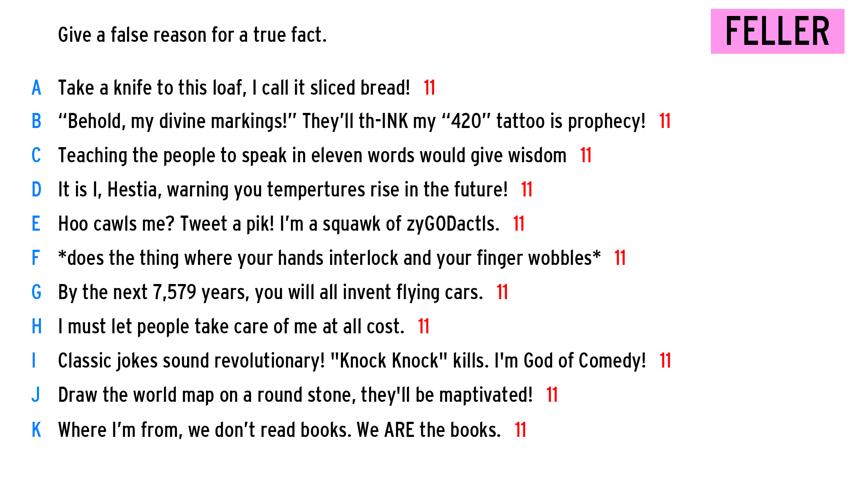 FELLER
Give a false reason for a true fact.
A Take a knife to this loaf, I call it sliced bread! 11
B “Behold, my divine markings!” They’ll th-INK my “420” tattoo is prophecy! 11
C Teaching the people to speak in eleven words would give wisdom 11
D It is I, Hestia, warning you tempertures rise in the future! 11
E Hoo cawls me? Tweet a pik! I’m a squawk of zyGODactls. 11
F *does the thing where your hands interlock and your finger wobbles* 11
G By the next 7,579 years, you will all invent flying cars. 11
H I must let people take care of me at all cost. 11
I Classic jokes sound revolutionary! "Knock Knock" kills. I'm God of Comedy! 11
J Draw the world map on a round stone, they'll be maptivated! 11
K Where I’m from, we don’t read books. We ARE the books. 11